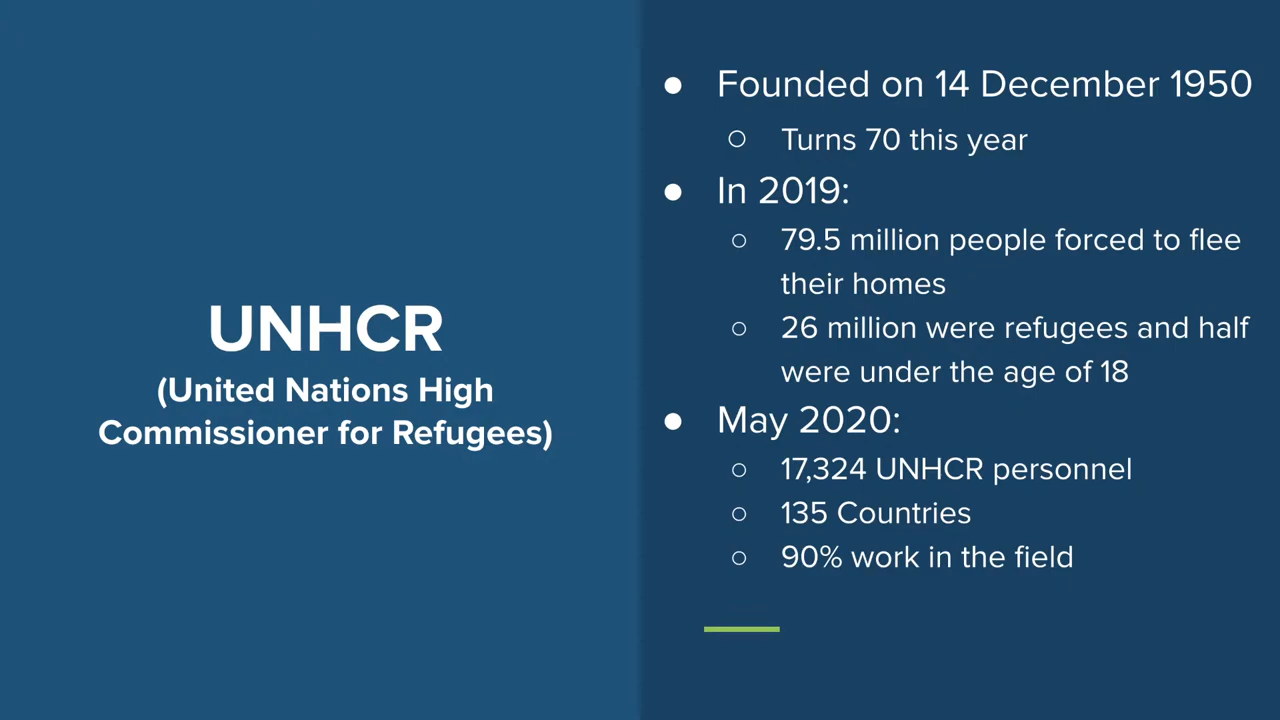 UNHCR
(United Nations High
Commissioner for Refugees)
● Founded on 14 December 1950
○ Turns 70 this year
● In 2019:
○ 79.5 million people forced to flee
their homes
○ 26 million were refugees and half
were under the age of 18
● May 2020:
○ 17,324 UNHCR personnel
○ 135 Countries
○ 90% work in the field